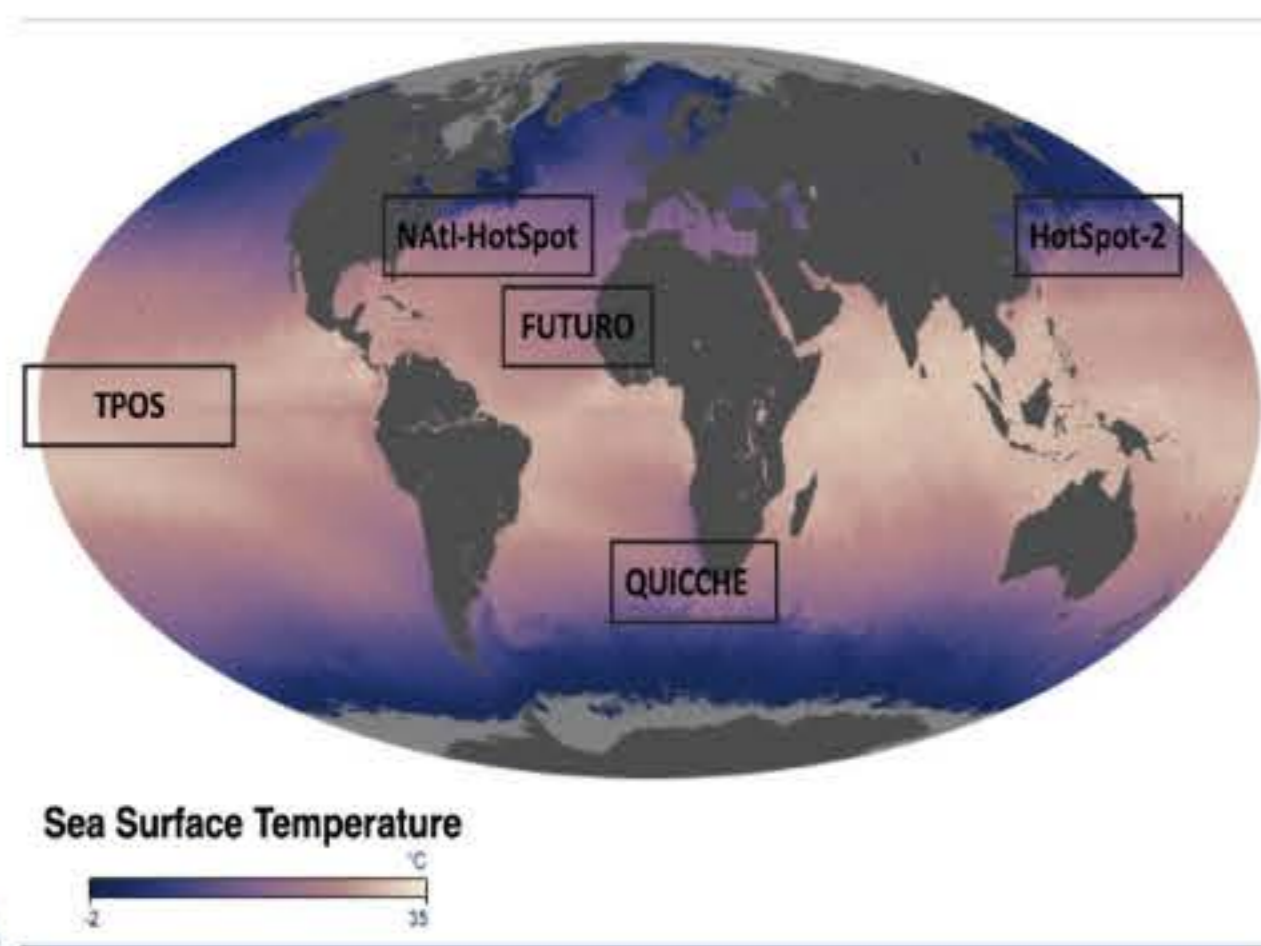 NAtl-HotSpot
HotSpot-2
FUTURO
TPOS
QUICCHE
Sea Surface Temperature
°C
-2
35